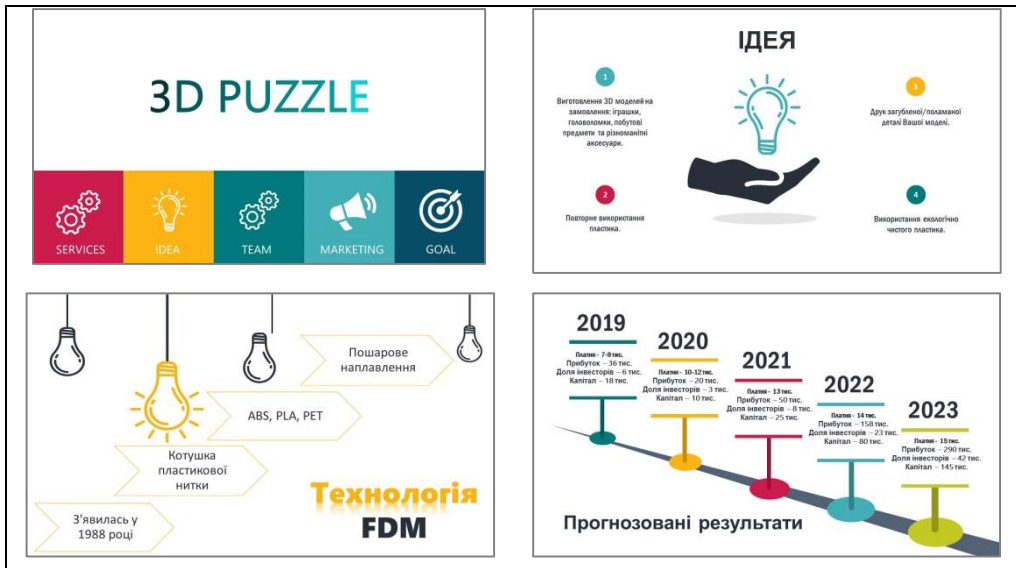 3D PUZZLE
SERVICES
IDEA
TEAM
MARKETING
GOAL
ІДЕЯ
1
Виготовлення 3D моделей на
замовлення: іграшки,
головоломки, побутові
предмети та різноманітні
аксесуари.
2
Повторне використання
пластика.
3
Друк загубленої/поламаної
деталі Вашої моделі.
4
Використання екологічно
чистого пластика.
Пошарове
наплавлення
ABS, PLA, PET
Котушка
пластикової
нитки
З'явилась у
1988 році
Технологія
FDM
2019
Платня - 7-9 тис.
Прибуток – 36 тис.
Доля інвесторів – 6 тис.
Капітал – 18 тис.
2020
Платня - 10-12 тис.
Прибуток – 20 тис.
Доля інвесторів – 3 тис.
Капітал – 10 тис.
2021
Платня - 13 тис.
Прибуток – 50 тис.
Доля інвесторів – 8 тис.
Капітал – 25 тис.
2022
Платня - 14 тис.
Прибуток – 158 тис.
Доля інвесторів – 23 тис.
Капітал – 80 тис.
2023
Платня - 15 тис.
Прибуток – 290 тис.
Доля інвесторів – 42 тис.
Капітал – 145 тис.
Прогнозовані результати